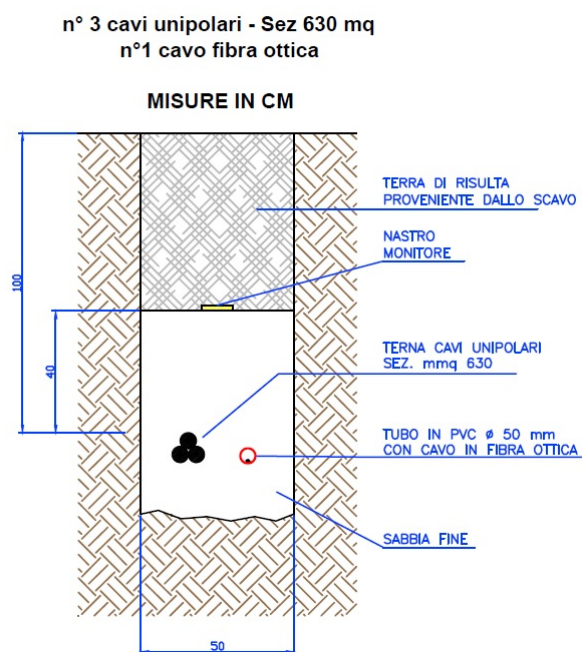 n° 3 cavi unipolari - Sez 630 mq
n°1 cavo fibra ottica
MISURE IN CM
TERRA DI RISULTA
PROVENIENTE DALLO SCAVO
NASTRO
MONITORE
100
40
TERNA CAVI UNIPOLARI
SEZ. mmq 630
TUBO IN PVC ø 50 mm
CON CAVO IN FIBRA OTTICA
SABBIA FINE
50